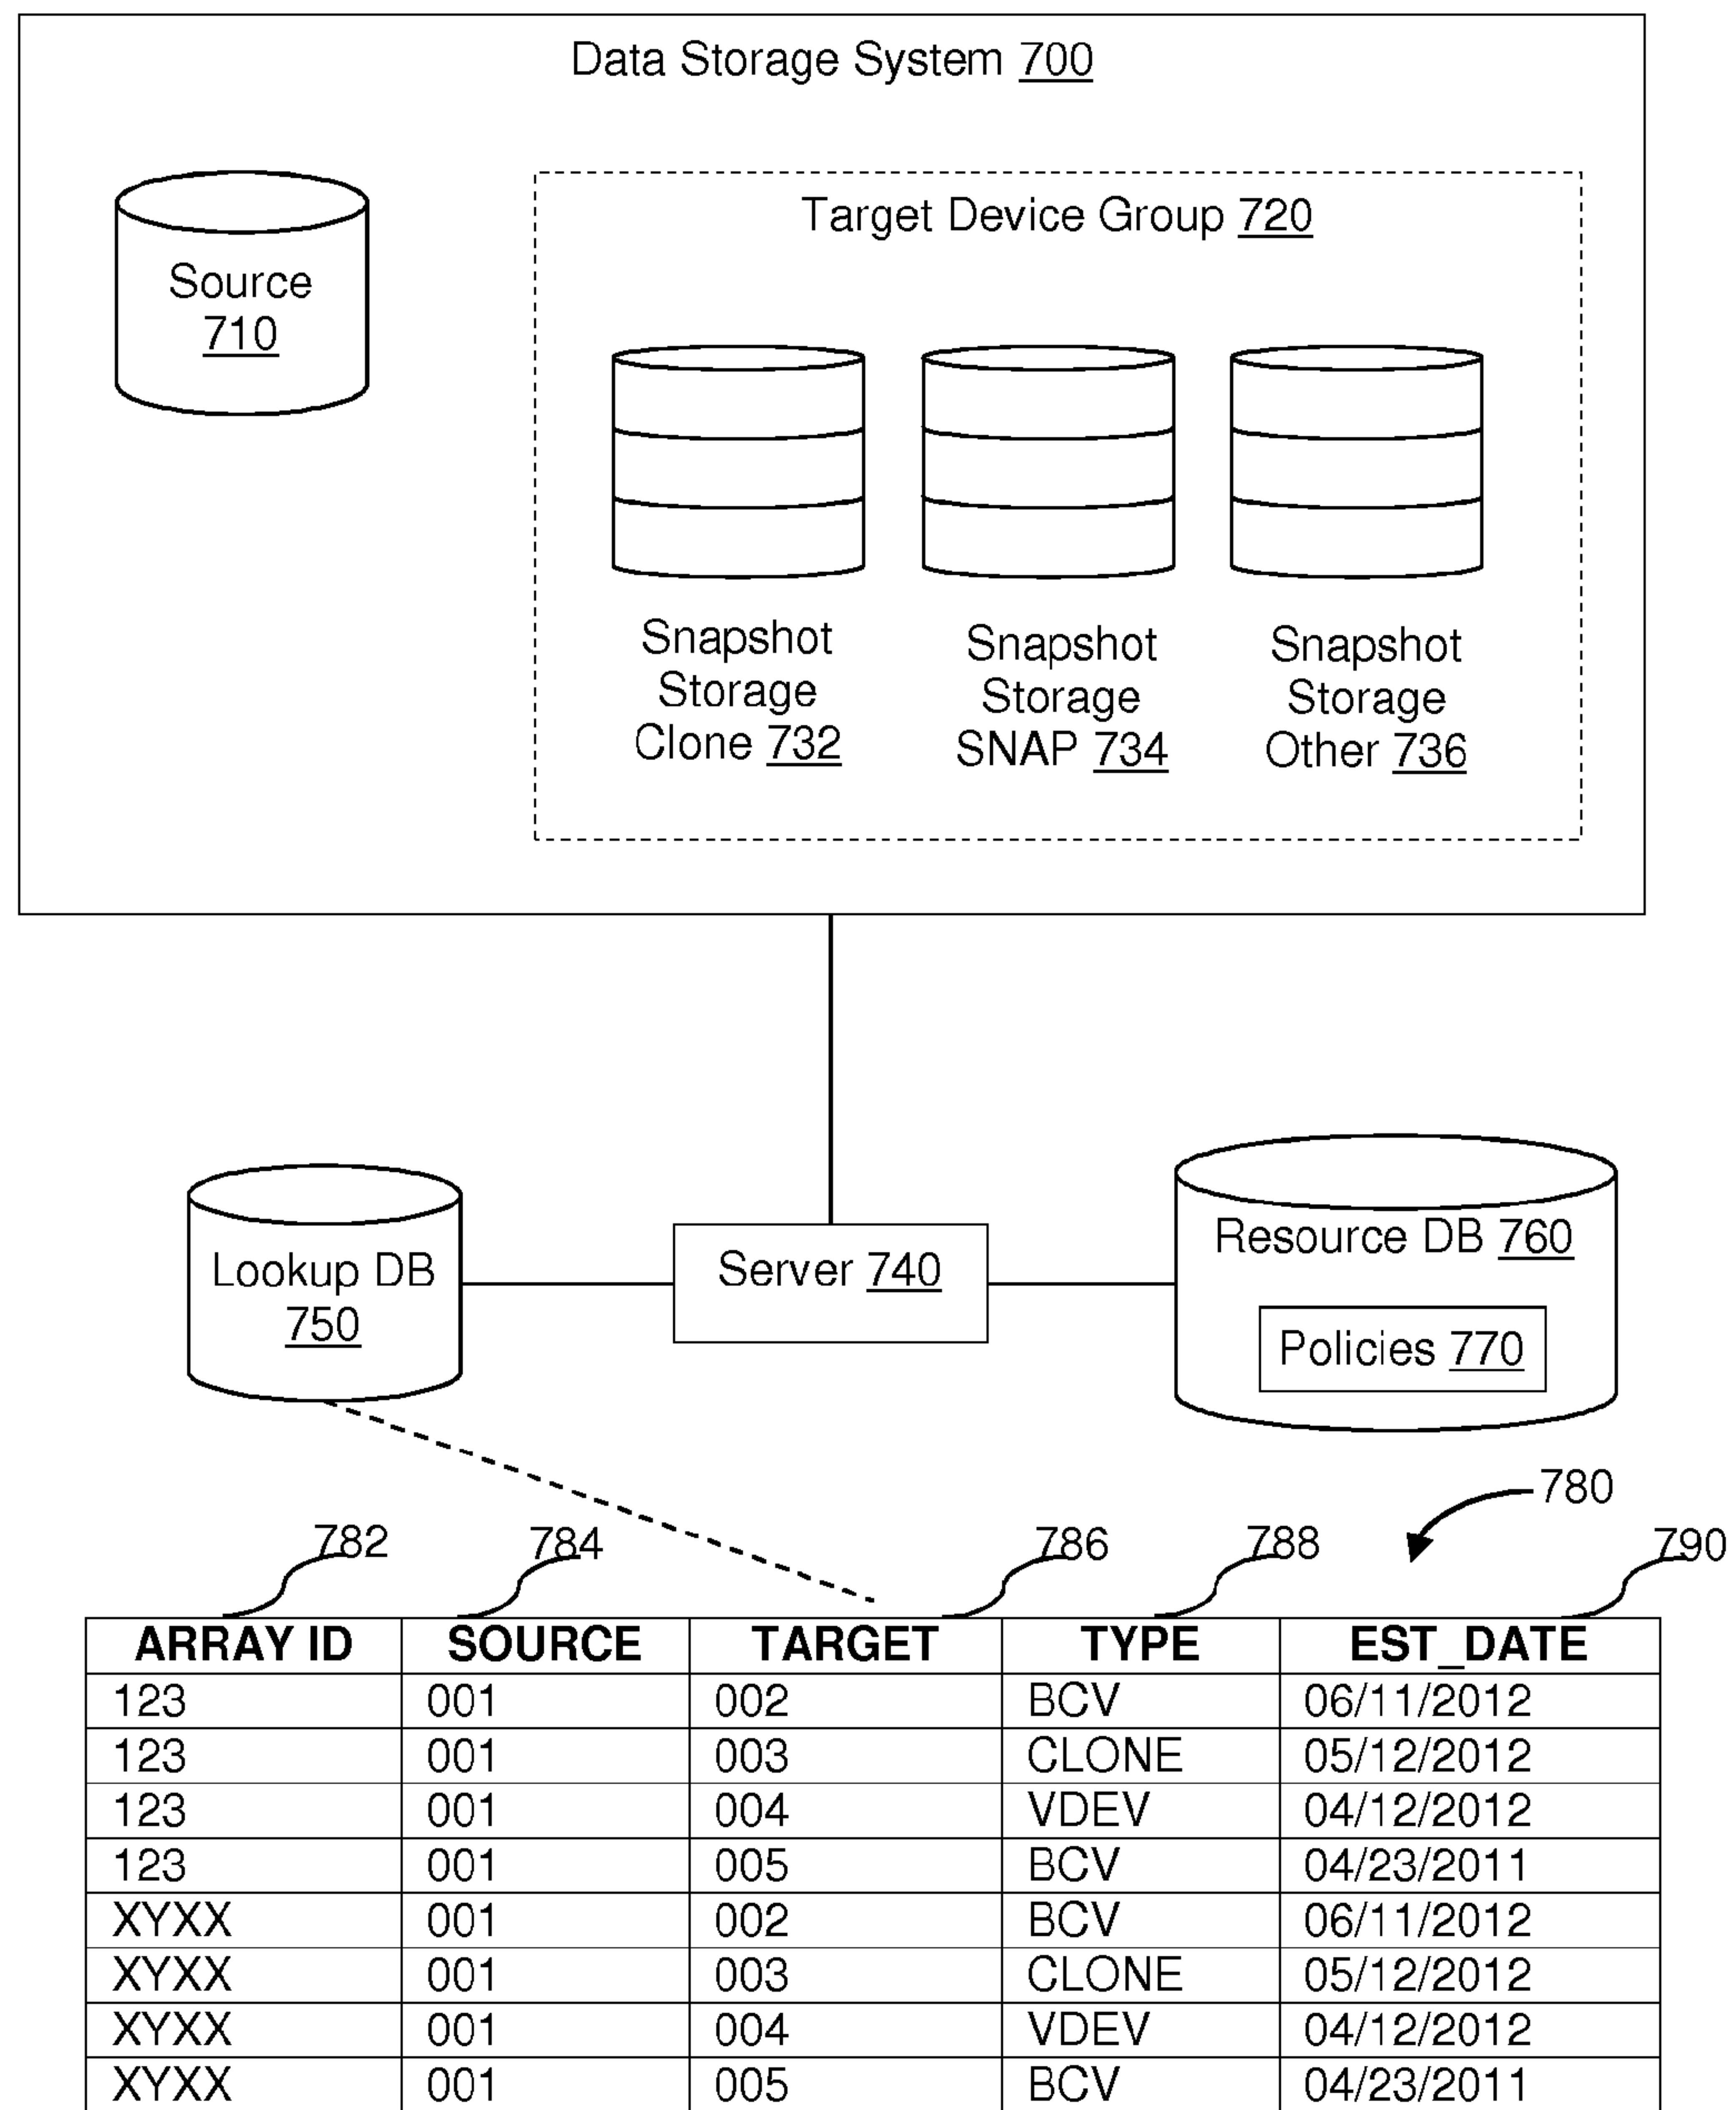 Data Storage System 700
Source
710
Target Device Group 720
Snapshot
Storage
Clone 732
Snapshot
Storage
SNAP 734
Snapshot
Storage
Other 736
Lookup DB
750
Server 740
Resource DB 760
Policies 770
780
782
784
786
788
790
ARRAY ID SOURCE TARGET TYPE EST_DATE
123 001 002 BCV 06/11/2012
123 001 003 CLONE 05/12/2012
123 001 004 VDEV 04/12/2012
123 001 005 BCV 04/23/2011
XYXX 001 002 BCV 06/11/2012
XYXX 001 003 CLONE 05/12/2012
XYXX 001 004 VDEV 04/12/2012
XYXX 001 005 BCV 04/23/2011